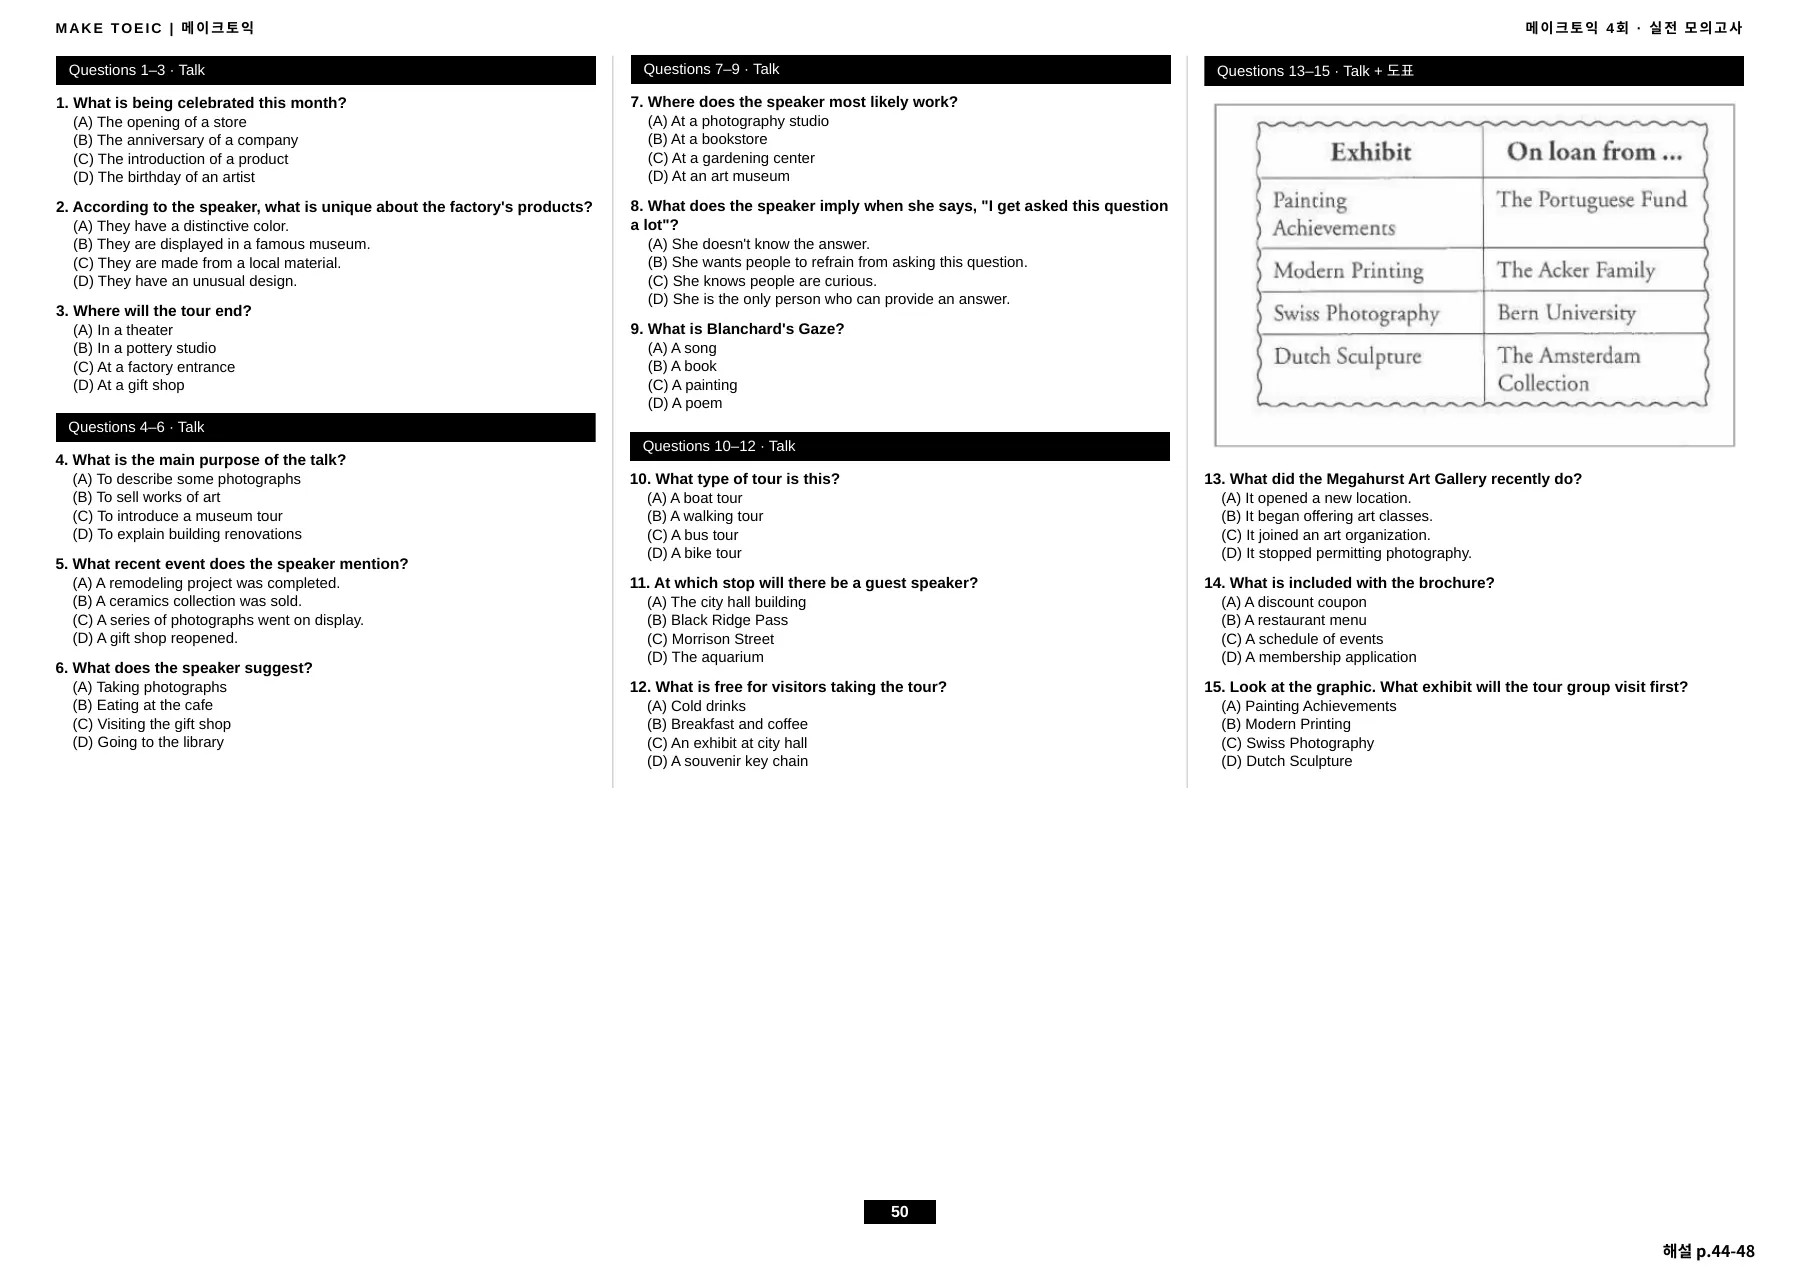 MAKE TOEIC | 메이크토익
메이크토익 4회 · 실전 모의고사
Questions 1–3 · Talk
1. What is being celebrated this month?
(A) The opening of a store
(B) The anniversary of a company
(C) The introduction of a product
(D) The birthday of an artist
2. According to the speaker, what is unique about the factory's products?
(A) They have a distinctive color.
(B) They are displayed in a famous museum.
(C) They are made from a local material.
(D) They have an unusual design.
3. Where will the tour end?
(A) In a theater
(B) In a pottery studio
(C) At a factory entrance
(D) At a gift shop
Questions 4–6 · Talk
4. What is the main purpose of the talk?
(A) To describe some photographs
(B) To sell works of art
(C) To introduce a museum tour
(D) To explain building renovations
5. What recent event does the speaker mention?
(A) A remodeling project was completed.
(B) A ceramics collection was sold.
(C) A series of photographs went on display.
(D) A gift shop reopened.
6. What does the speaker suggest?
(A) Taking photographs
(B) Eating at the cafe
(C) Visiting the gift shop
(D) Going to the library
Questions 7–9 · Talk
7. Where does the speaker most likely work?
(A) At a photography studio
(B) At a bookstore
(C) At a gardening center
(D) At an art museum
8. What does the speaker imply when she says, "I get asked this question
a lot"?
(A) She doesn't know the answer.
(B) She wants people to refrain from asking this question.
(C) She knows people are curious.
(D) She is the only person who can provide an answer.
9. What is Blanchard's Gaze?
(A) A song
(B) A book
(C) A painting
(D) A poem
Questions 10–12 · Talk
10. What type of tour is this?
(A) A boat tour
(B) A walking tour
(C) A bus tour
(D) A bike tour
11. At which stop will there be a guest speaker?
(A) The city hall building
(B) Black Ridge Pass
(C) Morrison Street
(D) The aquarium
12. What is free for visitors taking the tour?
(A) Cold drinks
(B) Breakfast and coffee
(C) An exhibit at city hall
(D) A souvenir key chain
Questions 13–15 · Talk + 도표
Exhibit On loan from ...
Painting The Portuguese Fund
Achievements
Modern Printing The Acker Family
Swiss Photography Bern University
Dutch Sculpture The Amsterdam
Collection
13. What did the Megahurst Art Gallery recently do?
(A) It opened a new location.
(B) It began offering art classes.
(C) It joined an art organization.
(D) It stopped permitting photography.
14. What is included with the brochure?
(A) A discount coupon
(B) A restaurant menu
(C) A schedule of events
(D) A membership application
15. Look at the graphic. What exhibit will the tour group visit first?
(A) Painting Achievements
(B) Modern Printing
(C) Swiss Photography
(D) Dutch Sculpture
50
해설 p.44-48